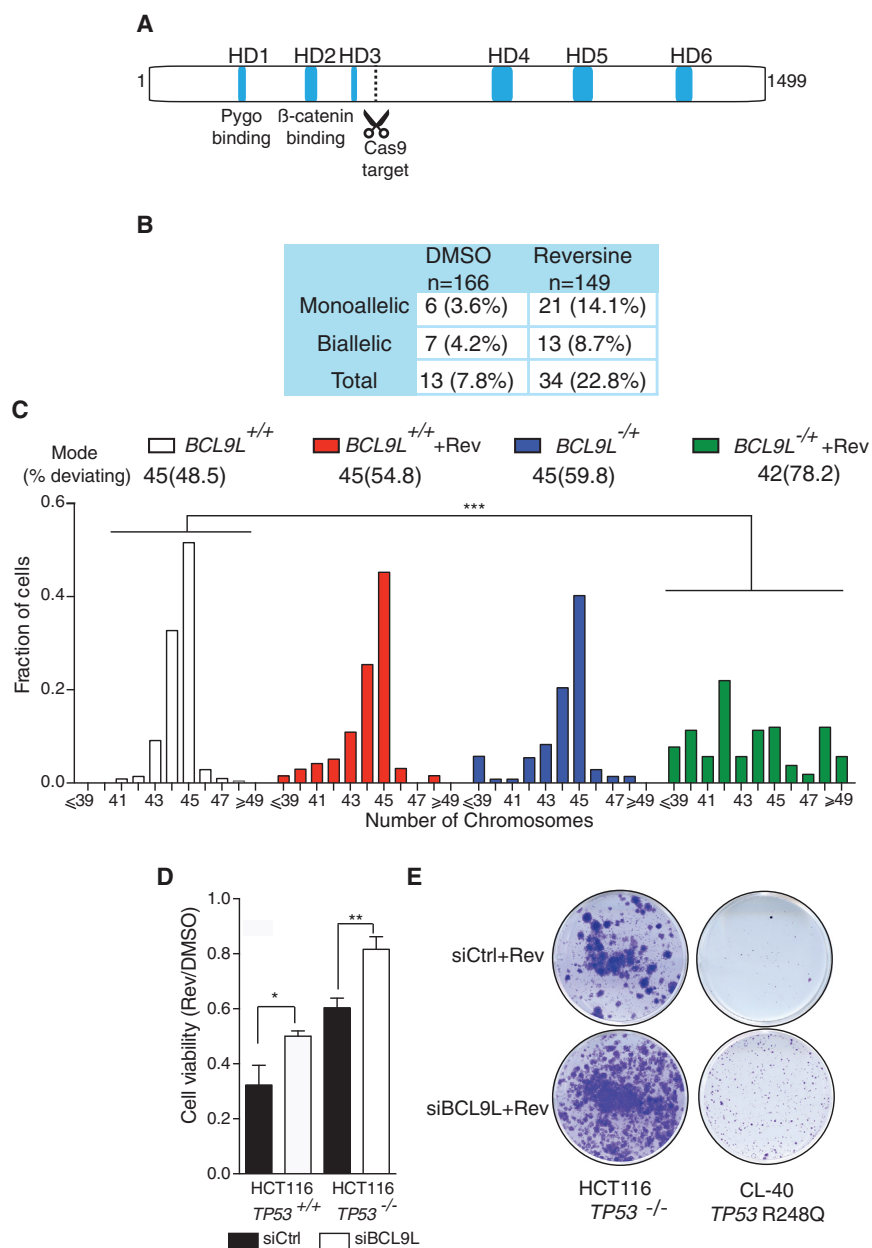 A
HD1 HD2 HD3 HD4 HD5 HD6
1 1499
Pygo binding
ß-catenin binding
Cas9 target
B
DMSO n=166
Reversine n=149
Monoallelic 6 (3.6%) 21 (14.1%)
Biallelic 7 (4.2%) 13 (8.7%)
Total 13 (7.8%) 34 (22.8%)
C
Mode (% deviating)
BCL9L+/+ 45(48.5)
BCL9L+/+ +Rev 45(54.8)
BCL9L-/+ 45(59.8)
BCL9L-/+ +Rev 42(78.2)
***
Fraction of cells
0.6
0.4
0.2
0.0
⩽39 41 43 45 47 ⩾49 ⩽39 41 43 45 47 ⩾49 ⩽39 41 43 45 47 ⩾49 ⩽39 41 43 45 47 ⩾49
Number of Chromosomes
D
Cell viability (Rev/DMSO)
1.0
0.8
0.6
0.4
0.2
0.0
*
**
HCT116 TP53 +/+
HCT116 TP53 -/-
siCtrl siBCL9L
E
siCtrl+Rev
siBCL9L+Rev
HCT116 TP53 -/-
CL-40 TP53 R248Q